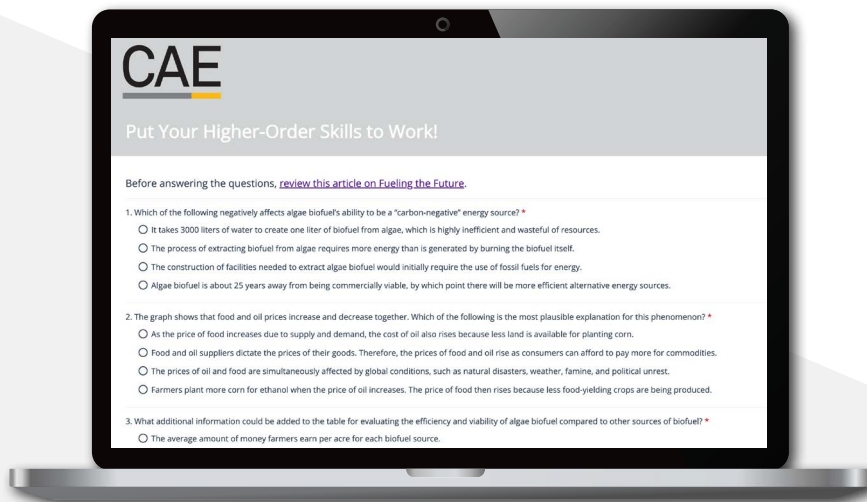 CAE
Put Your Higher-Order Skills to Work!
Before answering the questions, review this article on Fueling the Future.
1. Which of the following negatively affects algae biofuel's ability to be a "carbon-negative" energy source? *
It takes 3000 liters of water to create one liter of biofuel from algae, which is highly inefficient and wasteful of resources.
The process of extracting biofuel from algae requires more energy than is generated by burning the biofuel itself.
The construction of facilities needed to extract algae biofuel would initially require the use of fossil fuels for energy.
Algae biofuel is about 25 years away from being commercially viable, by which point there will be more efficient alternative energy sources.
2. The graph shows that food and oil prices increase and decrease together. Which of the following is the most plausible explanation for this phenomenon? *
As the price of food increases due to supply and demand, the cost of oil also rises because less land is available for planting corn.
Food and oil suppliers dictate the prices of their goods. Therefore, the prices of food and oil rise as consumers can afford to pay more for commodities.
The prices of oil and food are simultaneously affected by global conditions, such as natural disasters, weather, famine, and political unrest.
Farmers plant more corn for ethanol when the price of oil increases. The price of food then rises because less food-yielding crops are being produced.
3. What additional information could be added to the table for evaluating the efficiency and viability of algae biofuel compared to other sources of biofuel? *
The average amount of money farmers earn per acre for each biofuel source.